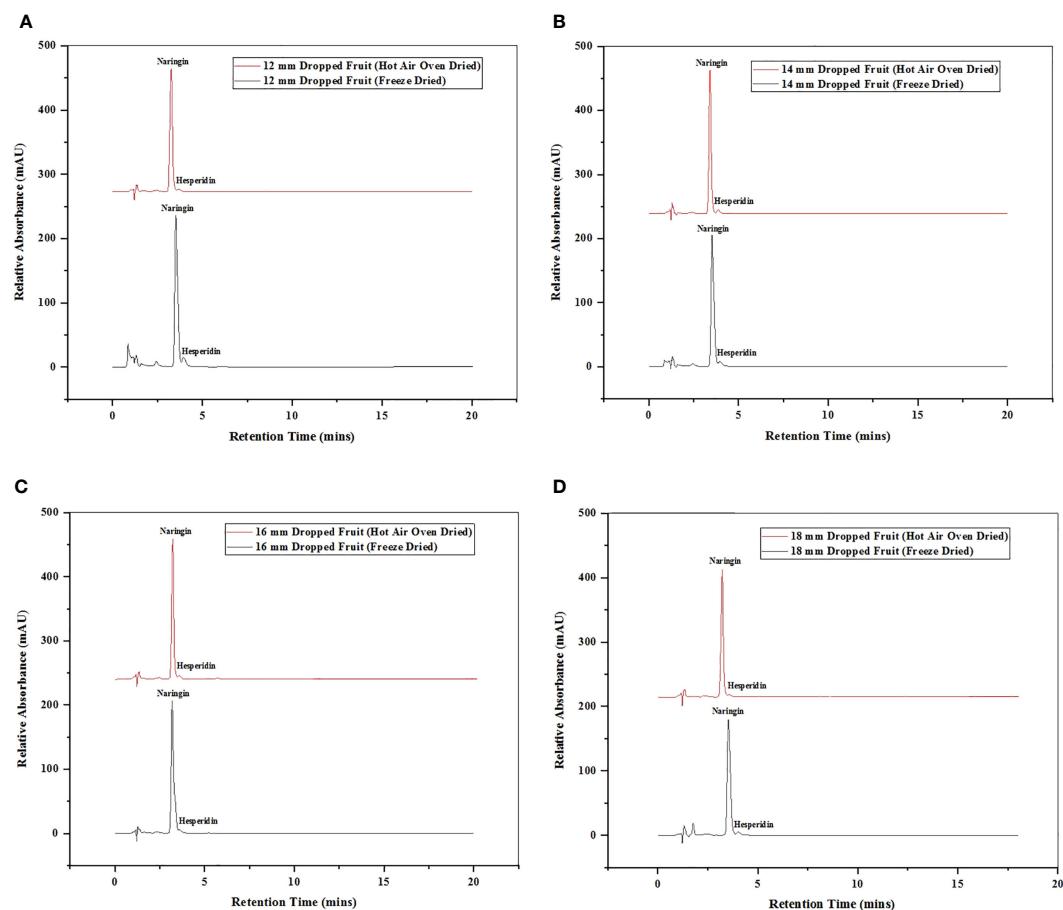 A
500
400
300
200
100
0
Relative Absorbance (mAU)
12 mm Dropped Fruit (Hot Air Oven Dried)
12 mm Dropped Fruit (Freeze Dried)
Naringin
Hesperidin
Naringin
Hesperidin
0 5 10 15 20
Retention Time (mins)
B
500
400
300
200
100
0
Relative Absorbance (mAU)
14 mm Dropped Fruit (Hot Air Oven Dried)
14 mm Dropped Fruit (Freeze Dried)
Naringin
Hesperidin
Naringin
Hesperidin
0 5 10 15 20
Retention Time (mins)
C
500
400
300
200
100
0
Relative Absorbance (mAU)
16 mm Dropped Fruit (Hot Air Oven Dried)
16 mm Dropped Fruit (Freeze Dried)
Naringin
Hesperidin
Naringin
Hesperidin
0 5 10 15 20
Retention Time (mins)
D
500
400
300
200
100
0
Relative Absorbance (mAU)
18 mm Dropped Fruit (Hot Air Oven Dried)
18 mm Dropped Fruit (Freeze Dried)
Naringin
Hesperidin
Naringin
Hesperidin
0 5 10 15 20
Retention Time (mins)